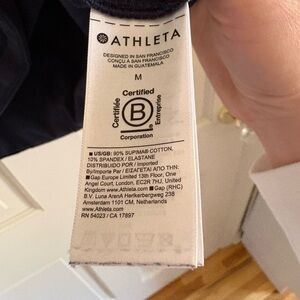 ATHLETA
DESIGNED IN SAN FRANCISCO
CONÇU À SAN FRANCISCO
MADE IN GUATEMALA
M
Certified
Certifiée
B
Entreprise
Corporation
US/GB: 90% SUPIMA® COTTON,
10% SPANDEX / ELASTANE
DISTRIBUIDO POR / Imported
By/Importe Par / ΕΙΣΑΓΕΤΑΙ ΑΠΟ ΤΗΝ:
Gap Europe Limited 13th Floor, One
Angel Court, London, EC2R 7HJ, United
Kingdom, www.Athleta.com Gap (RHC)
B.V. Luna ArenA Herikerbergweg 238
Amsterdam 1101 CM, Netherlands
www.Athleta.com
RN 54023 / CA 17897